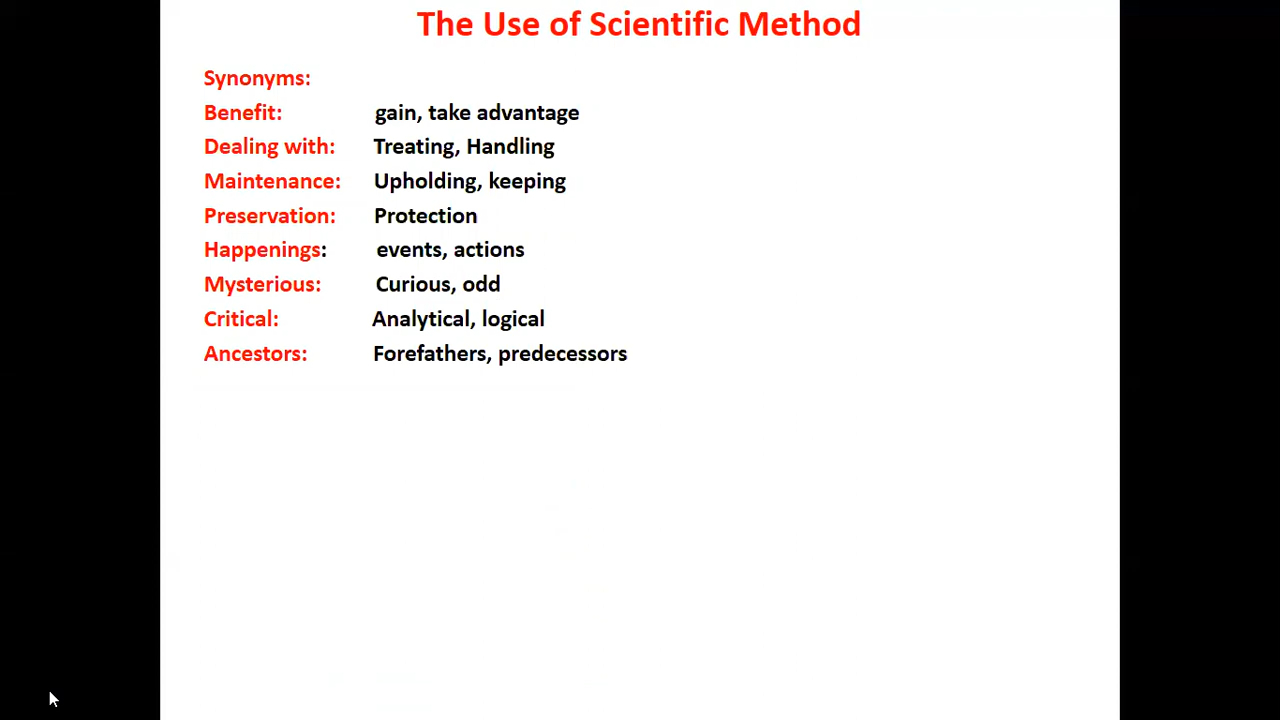 The Use of Scientific Method
Synonyms:
Benefit: gain, take advantage
Dealing with: Treating, Handling
Maintenance: Upholding, keeping
Preservation: Protection
Happenings: events, actions
Mysterious: Curious, odd
Critical: Analytical, logical
Ancestors: Forefathers, predecessors